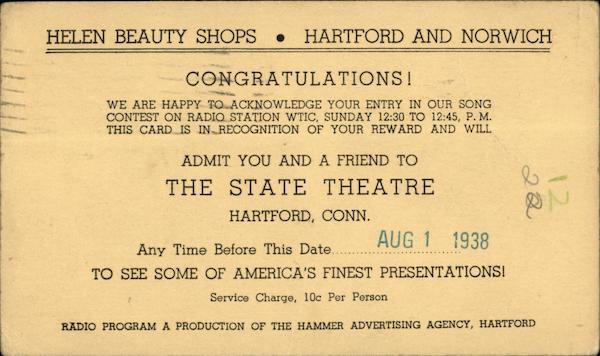 HELEN BEAUTY SHOPS • HARTFORD AND NORWICH
CONGRATULATIONS!
WE ARE HAPPY TO ACKNOWLEDGE YOUR ENTRY IN OUR SONG
CONTEST ON RADIO STATION WTIC, SUNDAY 12:30 TO 12:45, P. M.
THIS CARD IS IN RECOGNITION OF YOUR REWARD AND WILL
ADMIT YOU AND A FRIEND TO
THE STATE THEATRE
HARTFORD, CONN.
Any Time Before This Date.......... AUG 1 1938
TO SEE SOME OF AMERICA'S FINEST PRESENTATIONS!
Service Charge, 10c Per Person
RADIO PROGRAM A PRODUCTION OF THE HAMMER ADVERTISING AGENCY, HARTFORD
12